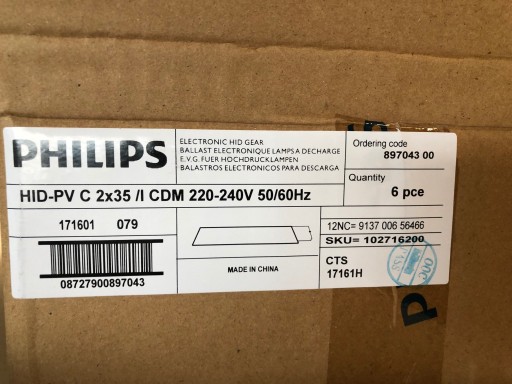 PHILIPS
ELECTRONIC HID GEAR
BALLAST ELECTRONIQUE LAMPS A DECHARGE
E.V.G. FUER HOCHDRUCKLAMPEN
BALASTROS ELECTRONICOS PARA DESCARGA
Ordering code
897043 00
Quantity
6 pce
HID-PV C 2x35 /I CDM 220-240V 50/60Hz
171601 079
08727900897043
MADE IN CHINA
12NC= 9137 006 56466
SKU= 102716200
CTS
17161H
OOC
P